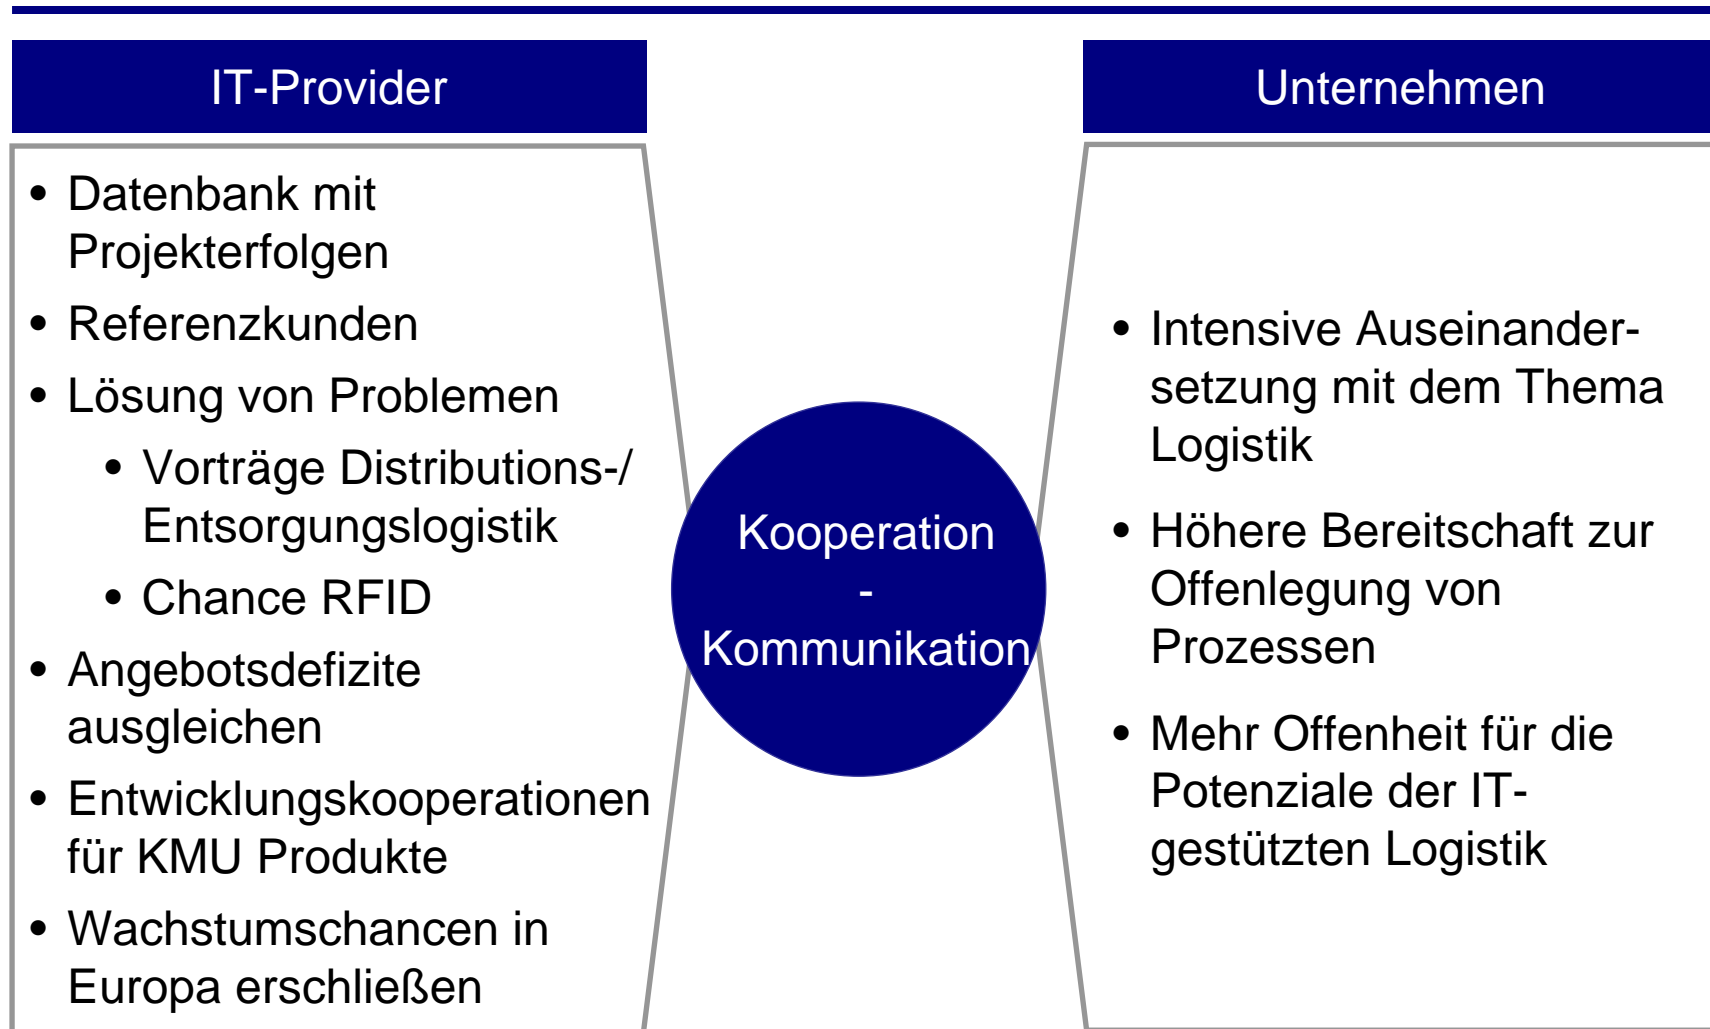 IT-Provider
• Datenbank mit
Projekterfolgen
• Referenzkunden
• Lösung von Problemen
• Vorträge Distributions-/
Entsorgungslogistik
• Chance RFID
• Angebotsdefizite
ausgleichen
• Entwicklungskooperationen
für KMU Produkte
• Wachstumschancen in
Europa erschließen
Kooperation
-
Kommunikation
Unternehmen
• Intensive Auseinander-
setzung mit dem Thema
Logistik
• Höhere Bereitschaft zur
Offenlegung von
Prozessen
• Mehr Offenheit für die
Potenziale der IT-
gestützten Logistik